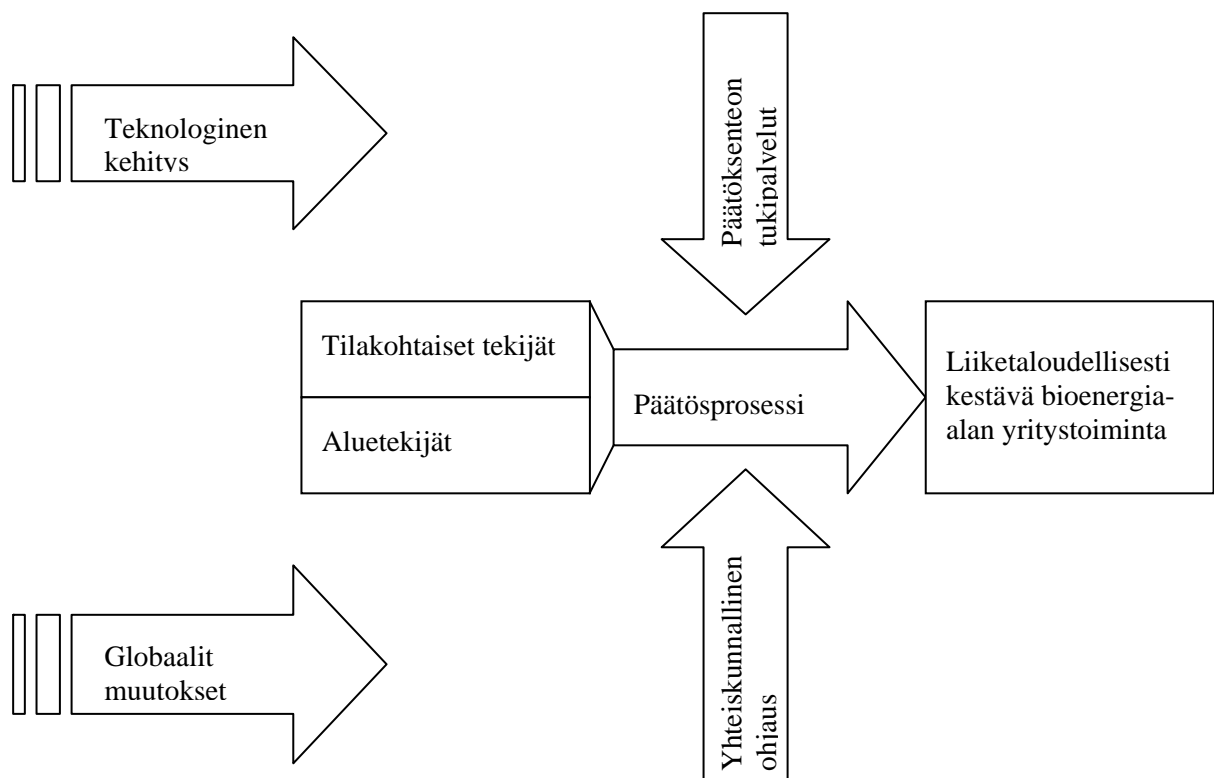 Teknologinen
kehitys
Päätöksenteon
tukipalvelut
Tilakohtaiset tekijät
Aluetekijät
Päätösprosessi
Liiketaloudellisesti
kestävä bioenergia-
alan yritystoiminta
Globaalit
muutokset
Yhteiskunnallinen
ohjaus